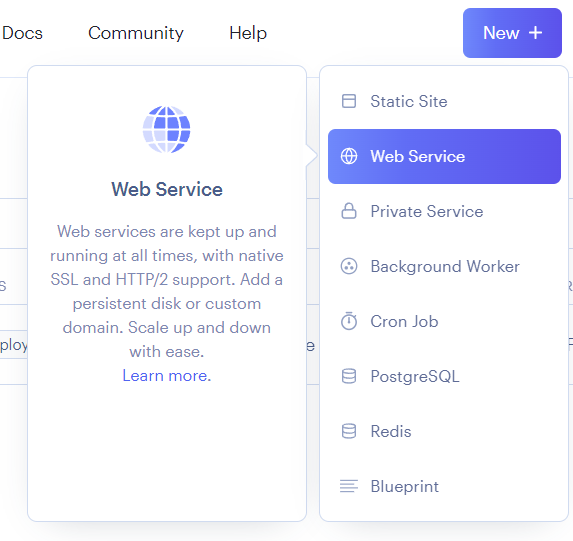 Docs Community Help New +
Web Service
Web services are kept up and
running at all times, with native
SSL and HTTP/2 support. Add a
persistent disk or custom
domain. Scale up and down
with ease.
Learn more.
Static Site
Web Service
Private Service
Background Worker
Cron Job
PostgreSQL
Redis
Blueprint